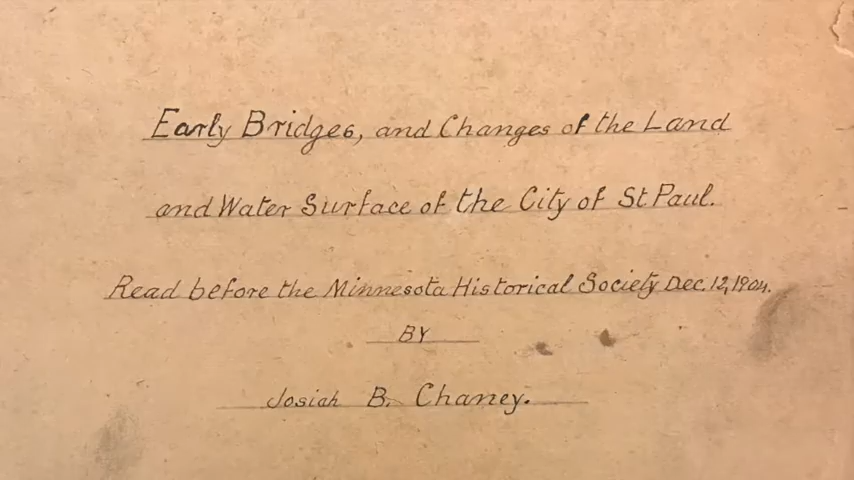 Early Bridges, and Changes of the Land
and Water Surface of the City of St Paul.
Read before the Minnesota Historical Society Dec. 12, 1904.
BY
Josiah B. Chaney.